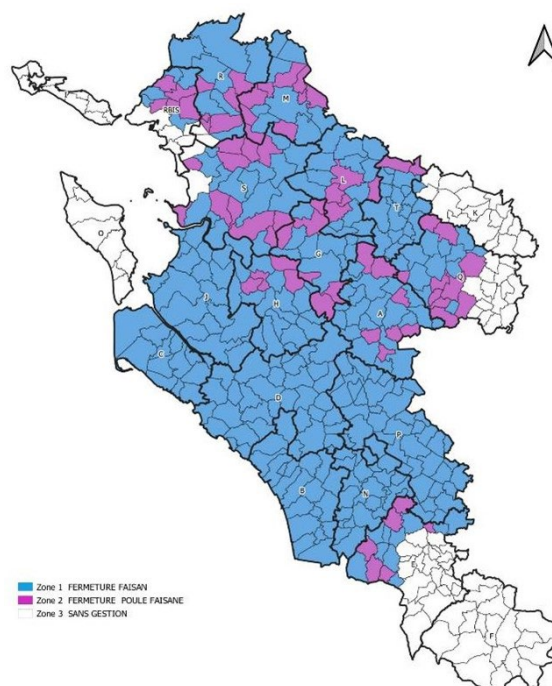 R
M
RBIS
L
K
S
T
O
G
Q
J
H
A
C
D
P
B
N
E
F
Zone 1 FERMETURE FAISAN
Zone 2 FERMETURE POULE FAISANE
Zone 3 SANS GESTION